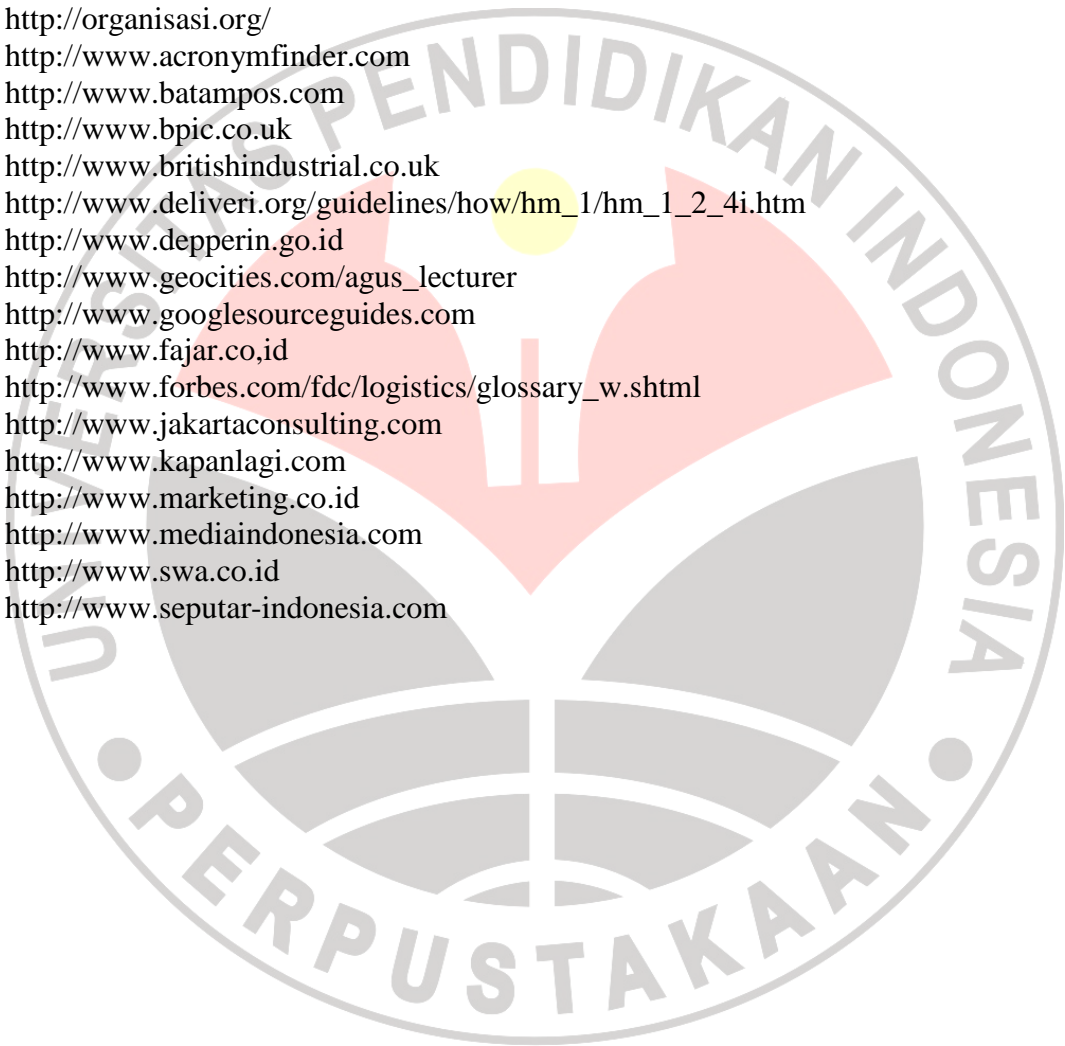 http://organisasi.org/
http://www.acronymfinder.com
http://www.batampos.com
http://www.bpic.co.uk
http://www.britishindustrial.co.uk
http://www.deliveri.org/guidelines/how/hm_1/hm_1_2_4i.htm
http://www.depperin.go.id
http://www.geocities.com/agus_lecturer
http://www.googlesourceguides.com
http://www.fajar.co,id
http://www.forbes.com/fdc/logistics/glossary_w.shtml
http://www.jakartaconsulting.com
http://www.kapanlagi.com
http://www.marketing.co.id
http://www.mediaindonesia.com
http://www.swa.co.id
http://www.seputar-indonesia.com
UNIVERSITAS PENDIDIKAN INDONESIA
PERPUSTAKAAN